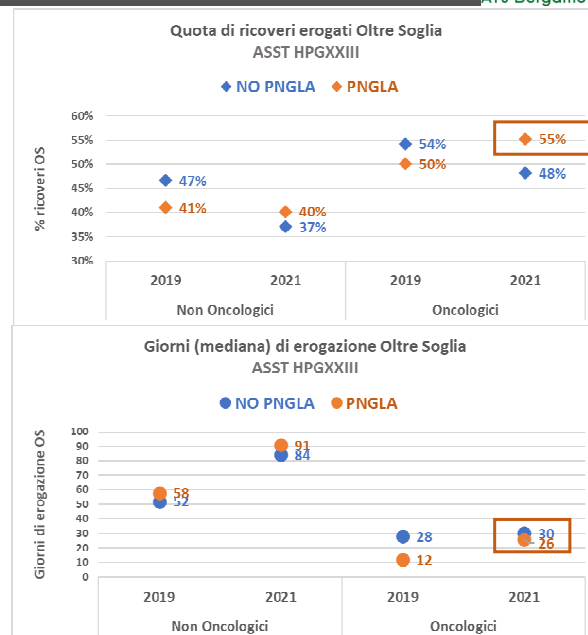 ATS Bergamo
Quota di ricoveri erogati Oltre Soglia
ASST HPGXXIII
NO PNGLA PNGLA
% ricoveri OS
60%
55%
50%
45%
40%
35%
30%
47%
41%
40%
37%
54%
50%
55%
48%
2019 2021 2019 2021
Non Oncologici Oncologici
Giorni (mediana) di erogazione Oltre Soglia
ASST HPGXXIII
NO PNGLA PNGLA
Giorni di erogazione OS
100
90
80
70
60
50
40
30
20
10
0
58
52
91
84
28
12
30
26
2019 2021 2019 2021
Non Oncologici Oncologici